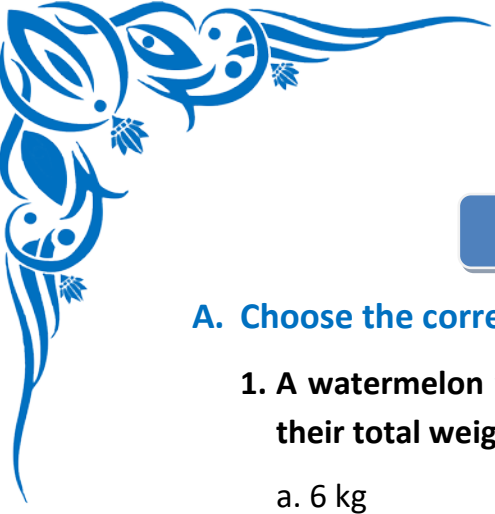 A. Choose the corre
1. A watermelon
their total weig
a. 6 kg